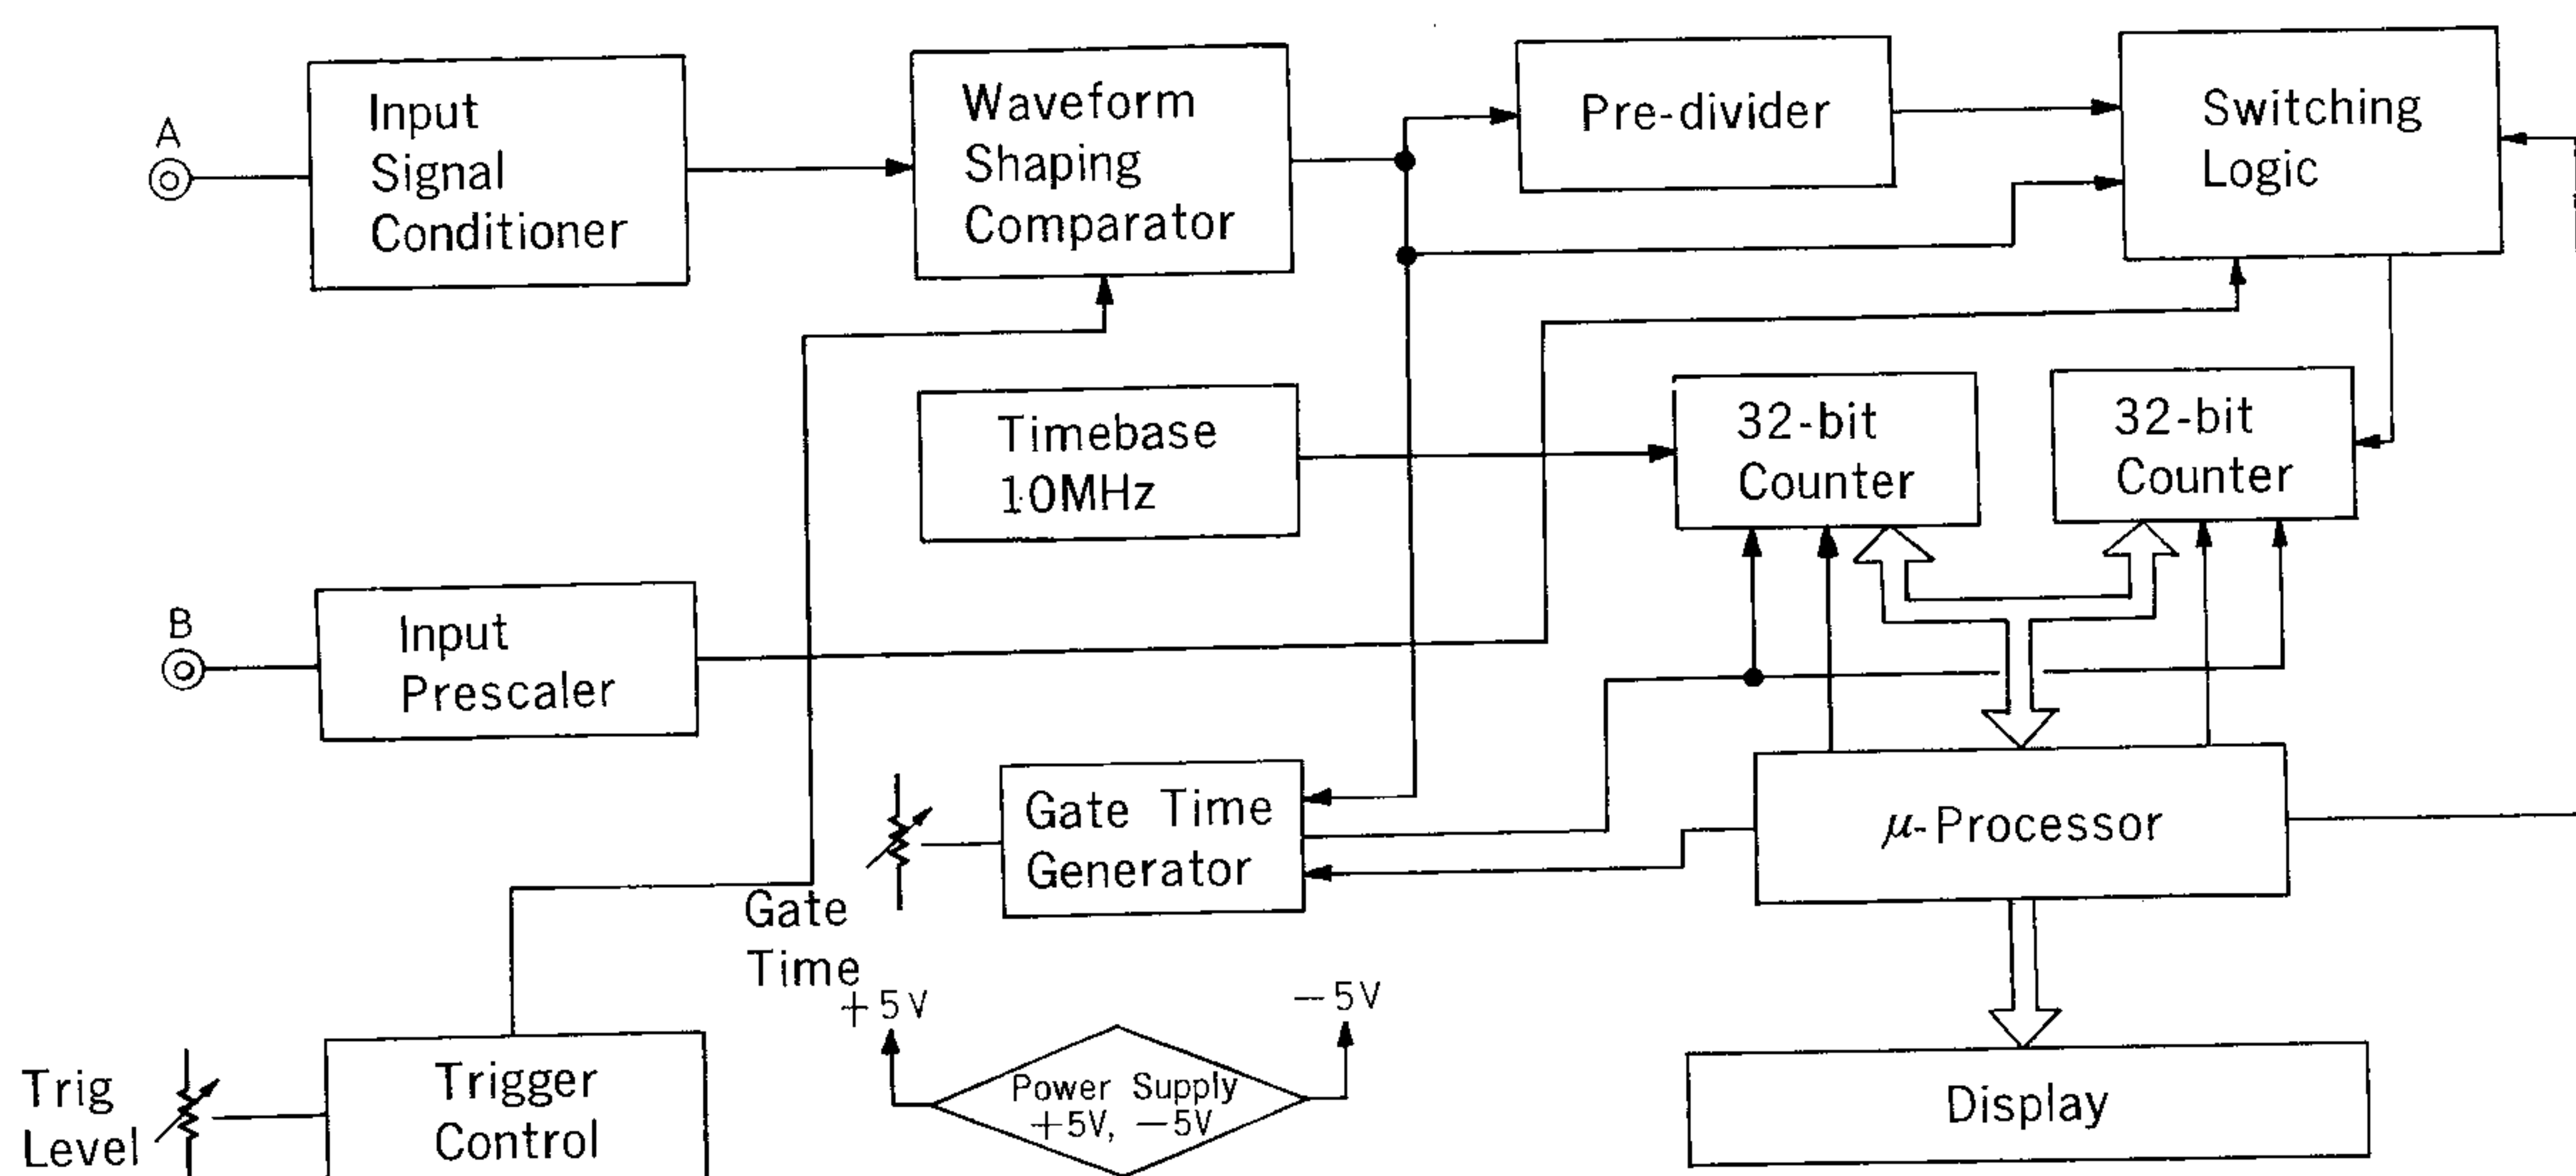 A
Input
Signal
Conditioner
Waveform
Shaping
Comparator
Pre-divider
Switching
Logic
Timebase
10MHz
32-bit
Counter
32-bit
Counter
B
Input
Prescaler
Gate Time
Generator
μ-Processor
Gate
Time
+5V
-5V
Power Supply
+5V, -5V
Trig
Level
Trigger
Control
Display